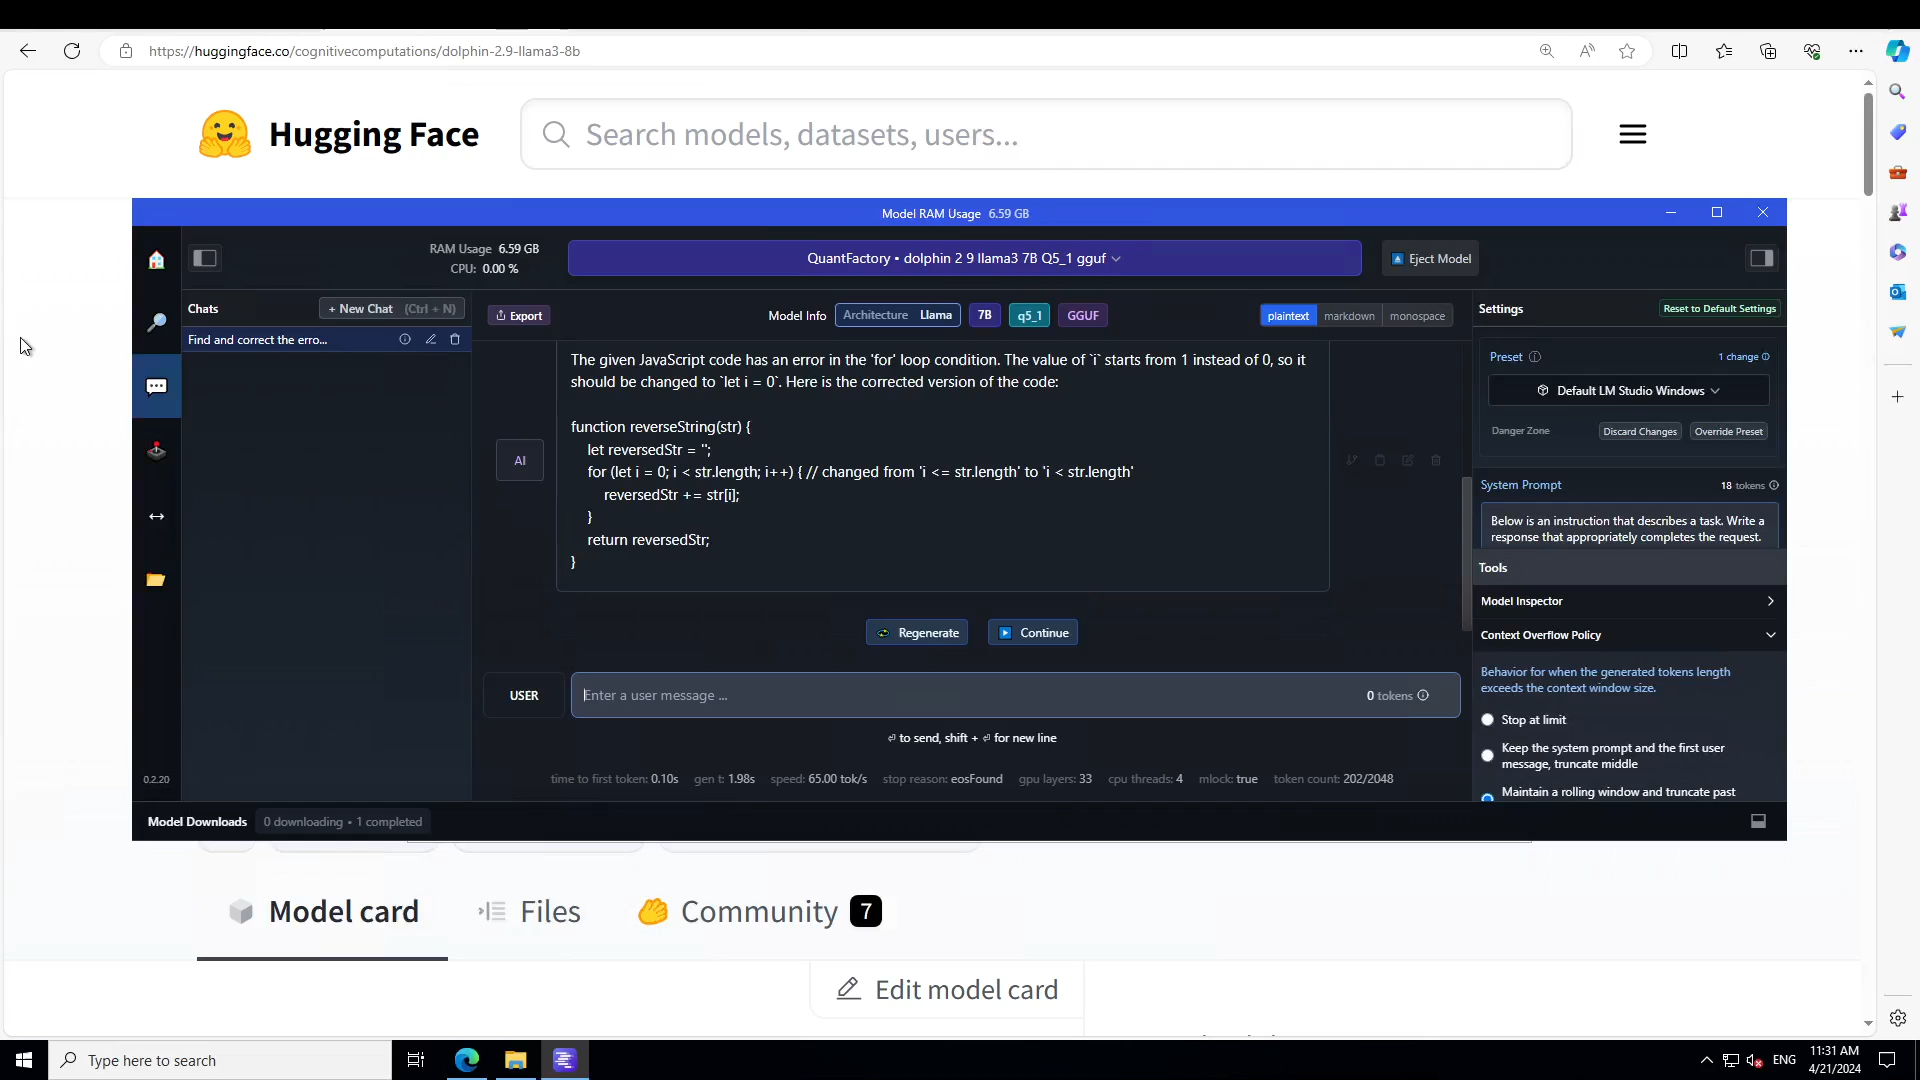 https://huggingface.co/cognitivecomputations/dolphin-2.9-llama3-8b
Hugging Face
Search models, datasets, users...
Model RAM Usage 6.59 GB
RAM Usage 6.59 GB
CPU: 0.00 %
QuantFactory • dolphin 2 9 llama3 7B Q5_1 gguf
Eject Model
Chats
+ New Chat (Ctrl + N)
Export
Model Info
Architecture Llama
7B
q5_1
GGUF
plaintext
markdown
monospace
Settings
Reset to Default Settings
Find and correct the erro...
The given JavaScript code has an error in the 'for' loop condition. The value of `i` starts from 1 instead of 0, so it
should be changed to `let i = 0`. Here is the corrected version of the code:
function reverseString(str) {
let reversedStr = '';
for (let i = 0; i < str.length; i++) { // changed from 'i <= str.length' to 'i < str.length'
reversedStr += str[i];
}
return reversedStr;
}
AI
Preset
1 change
Default LM Studio Windows
Danger Zone
Discard Changes
Override Preset
System Prompt
18 tokens
Below is an instruction that describes a task. Write a
response that appropriately completes the request.
Tools
Model Inspector
Context Overflow Policy
Behavior for when the generated tokens length
exceeds the context window size.
Stop at limit
Keep the system prompt and the first user
message, truncate middle
Maintain a rolling window and truncate past
Regenerate
Continue
USER
Enter a user message ...
0 tokens
⏎ to send, shift + ⏎ for new line
0.2.20
time to first token: 0.10s gen t: 1.98s speed: 65.00 tok/s stop reason: eosFound gpu layers: 33 cpu threads: 4 mlock: true token count: 202/2048
Model Downloads
0 downloading • 1 completed
Model card
Files
Community 7
Edit model card
Type here to search
ENG
11:31 AM
4/21/2024